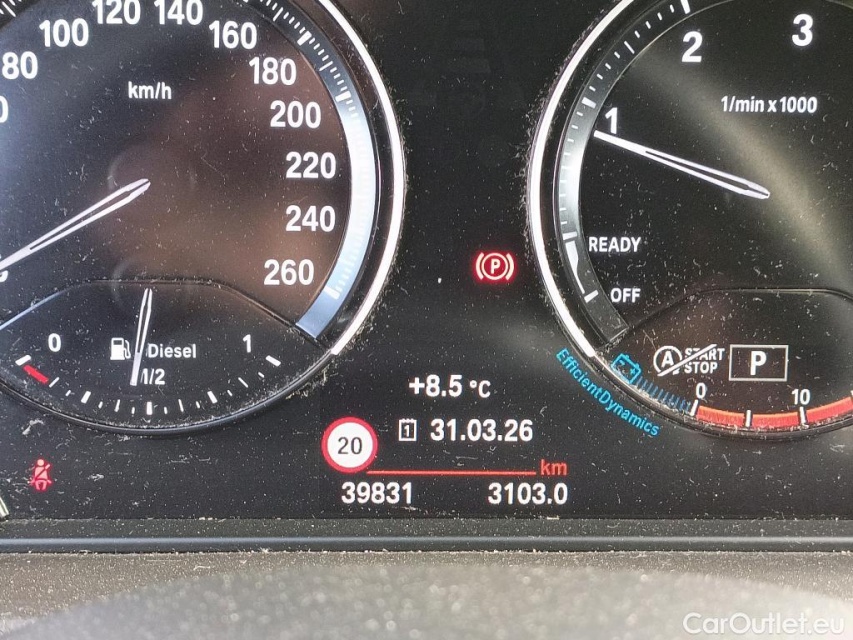 80
100
120
140
160
180
200
220
240
260
km/h
0
Diesel
1
1/2
1
2
3
1/min x 1000
READY
OFF
P
A START
STOP
P
0
10
EfficientDynamics
+8.5 °C
20
1 31.03.26
km
39831 3103.0
CarOutlet.eu